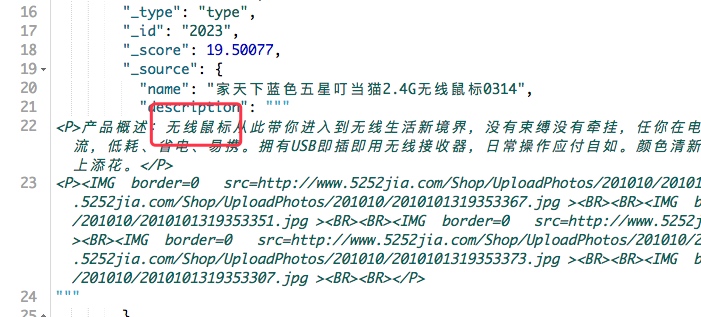 16 "_type": "type",
17 "_id": "2023",
18 "_score": 19.50077,
19 "_source": {
20 "name": "家天下蓝色五星叮当猫2.4G无线鼠标0314",
21 "description": """
22 <P>产品概述：无线鼠标从此带你进入到无线生活新境界，没有束缚没有牵挂，任你在电
流，低耗、省电、易携。拥有USB即插即用无线接收器，日常操作应付自如。颜色清新
上添花。</P>
23 <P><IMG border=0 src=http://www.5252jia.com/Shop/UploadPhotos/201010/20101
.5252jia.com/Shop/UploadPhotos/201010/2010101319353367.jpg ><BR><BR><IMG b
/201010/2010101319353351.jpg ><BR><BR><IMG border=0 src=http://www.525
><BR><IMG border=0 src=http://www.5252jia.com/Shop/UploadPhotos/201010/2
.5252jia.com/Shop/UploadPhotos/201010/2010101319353373.jpg ><BR><BR><IMG b
/201010/2010101319353307.jpg ><BR><BR></P>
24 """
25 }